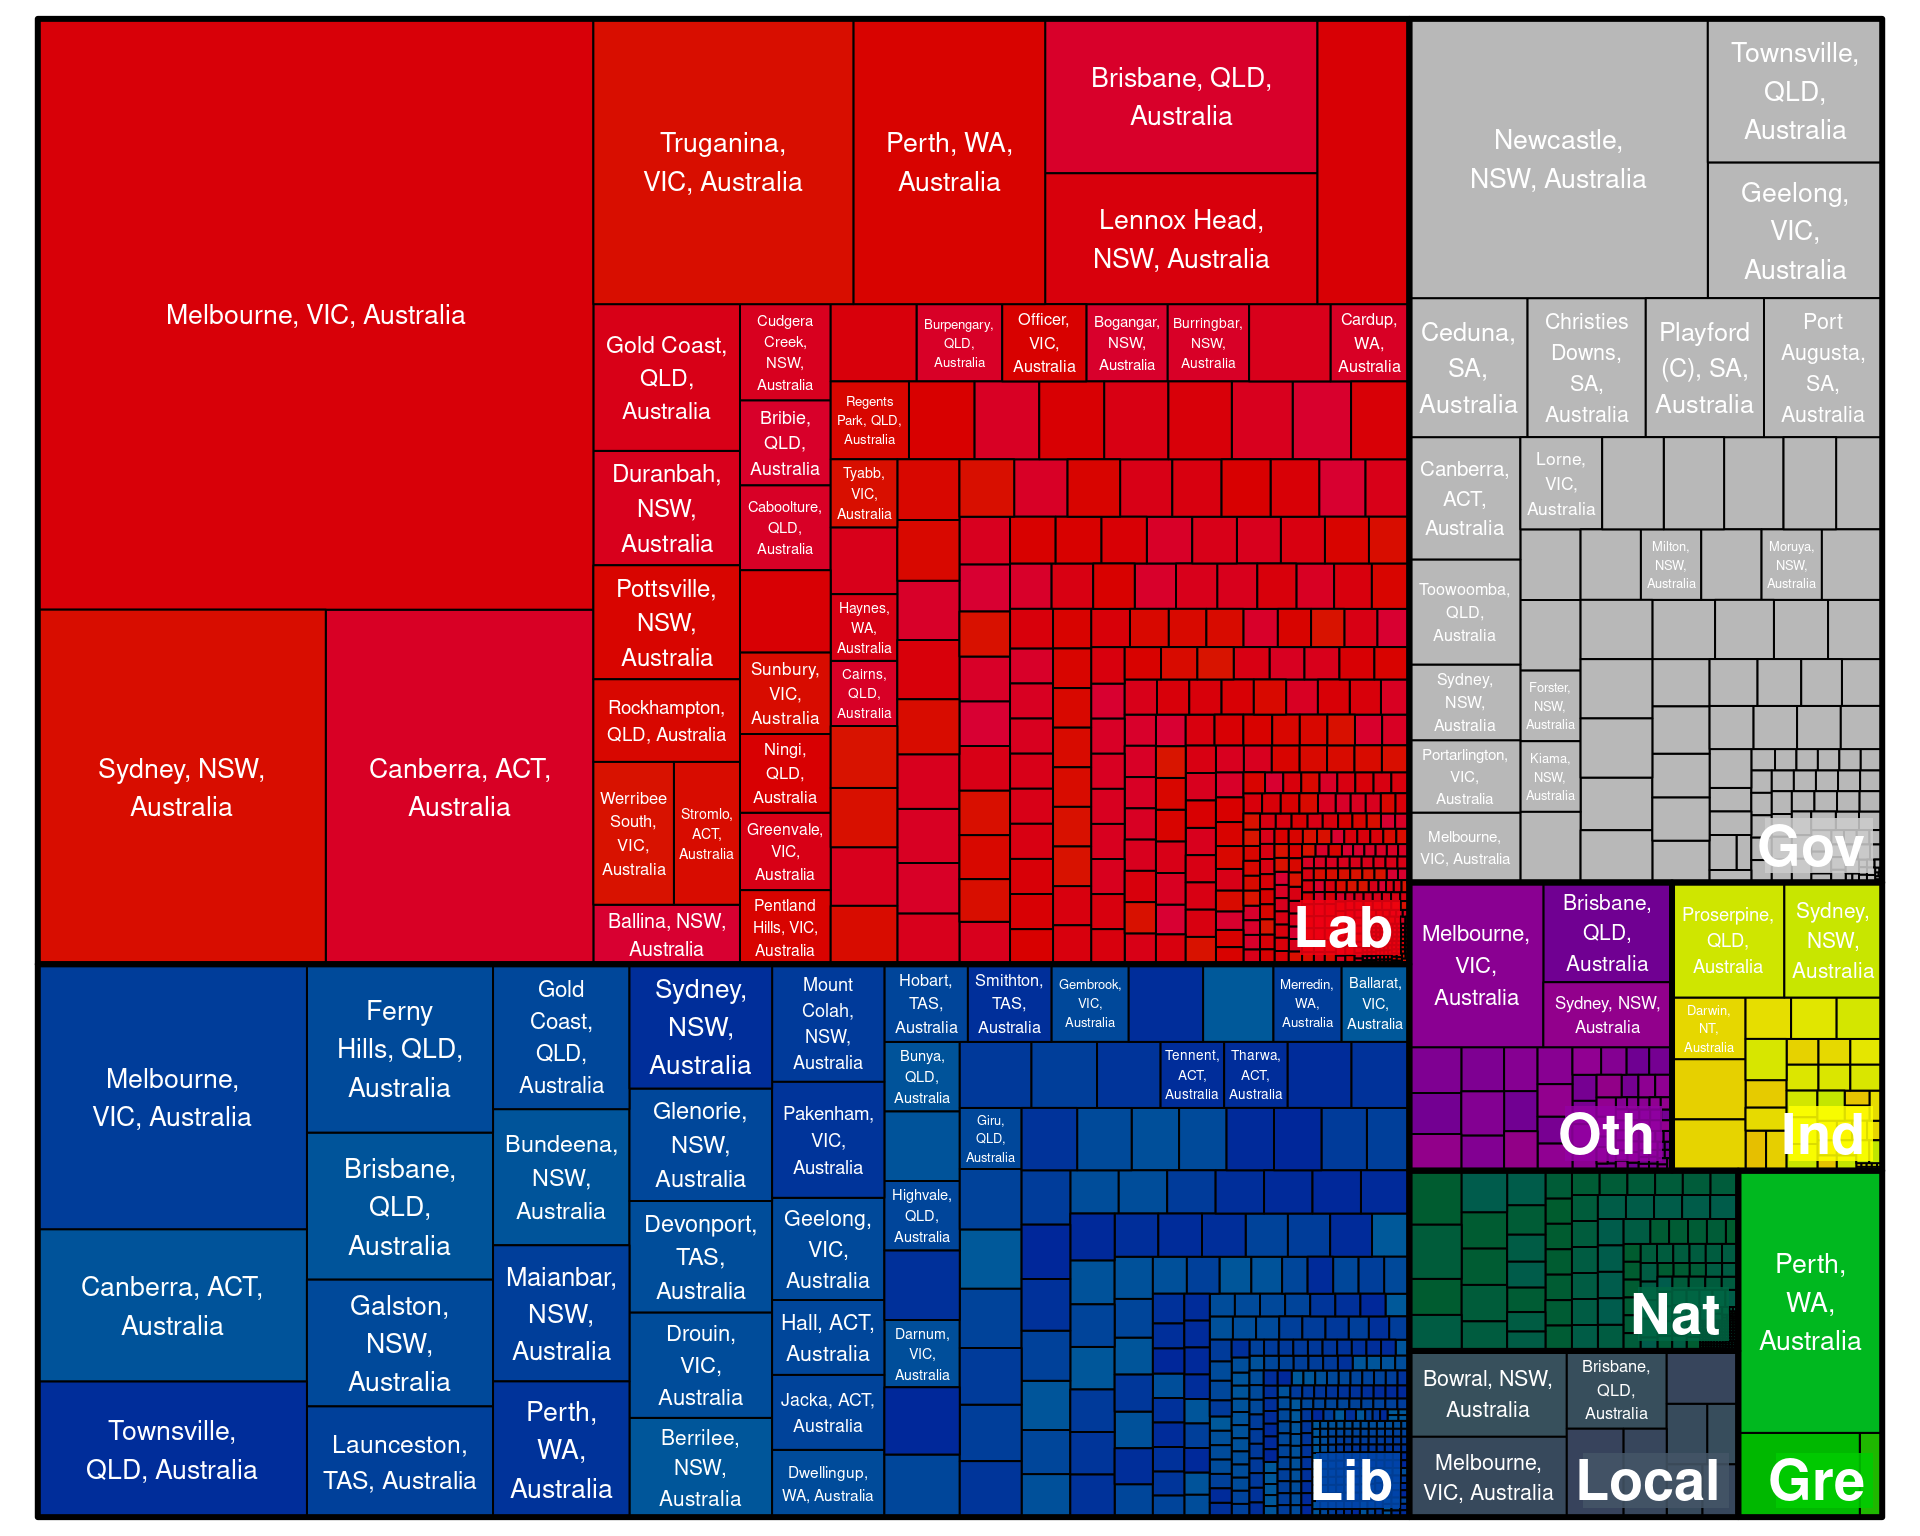 Melbourne, VIC, Australia
Sydney, NSW,
Australia
Canberra, ACT,
Australia
Truganina,
VIC, Australia
Perth, WA,
Australia
Brisbane, QLD,
Australia
Lennox Head,
NSW, Australia
Gold Coast,
QLD,
Australia
Duranbah,
NSW,
Australia
Pottsville,
NSW,
Australia
Rockhampton,
QLD, Australia
Werribee
South,
VIC,
Australia
Stromlo,
ACT,
Australia
Ballina, NSW,
Australia
Cudgera
Creek,
NSW,
Australia
Bribie,
QLD,
Australia
Caboolture,
QLD,
Australia
Sunbury,
VIC,
Australia
Ningi,
QLD,
Australia
Greenvale,
VIC,
Australia
Pentland
Hills, VIC,
Australia
Burpengary,
QLD,
Australia
Officer,
VIC,
Australia
Bogangar,
NSW,
Australia
Burringbar,
NSW,
Australia
Cardup,
WA,
Australia
Regents
Park, QLD,
Australia
Tyabb,
VIC,
Australia
Haynes,
WA,
Australia
Cairns,
QLD,
Australia
Lab
Newcastle,
NSW, Australia
Townsville,
QLD,
Australia
Geelong,
VIC,
Australia
Ceduna,
SA,
Australia
Christies
Downs,
SA,
Australia
Playford
(C), SA,
Australia
Port
Augusta,
SA,
Australia
Canberra,
ACT,
Australia
Toowoomba,
QLD,
Australia
Sydney,
NSW,
Australia
Portarlington,
VIC,
Australia
Melbourne,
VIC, Australia
Lorne,
VIC,
Australia
Milton,
NSW,
Australia
Moruya,
NSW,
Australia
Forster,
NSW,
Australia
Kiama,
NSW,
Australia
Gov
Melbourne,
VIC, Australia
Canberra, ACT,
Australia
Townsville,
QLD, Australia
Ferny
Hills, QLD,
Australia
Brisbane,
QLD,
Australia
Galston,
NSW,
Australia
Launceston,
TAS, Australia
Gold
Coast,
QLD,
Australia
Bundeena,
NSW,
Australia
Maianbar,
NSW,
Australia
Perth,
WA,
Australia
Sydney,
NSW,
Australia
Glenorie,
NSW,
Australia
Devonport,
TAS,
Australia
Drouin,
VIC,
Australia
Berrilee,
NSW,
Australia
Mount
Colah,
NSW,
Australia
Pakenham,
VIC,
Australia
Geelong,
VIC,
Australia
Hall, ACT,
Australia
Jacka, ACT,
Australia
Dwellingup,
WA, Australia
Hobart,
TAS,
Australia
Smithton,
TAS,
Australia
Gembrook,
VIC,
Australia
Merredin,
WA,
Australia
Ballarat,
VIC,
Australia
Bunya,
QLD,
Australia
Tennent,
ACT,
Australia
Tharwa,
ACT,
Australia
Giru,
QLD,
Australia
Highvale,
QLD,
Australia
Darnum,
VIC,
Australia
Lib
Melbourne,
VIC,
Australia
Brisbane,
QLD,
Australia
Sydney, NSW,
Australia
Oth
Proserpine,
QLD,
Australia
Sydney,
NSW,
Australia
Darwin,
NT,
Australia
Ind
Nat
Perth,
WA,
Australia
Gre
Bowral, NSW,
Australia
Brisbane,
QLD,
Australia
Melbourne,
VIC, Australia
Local